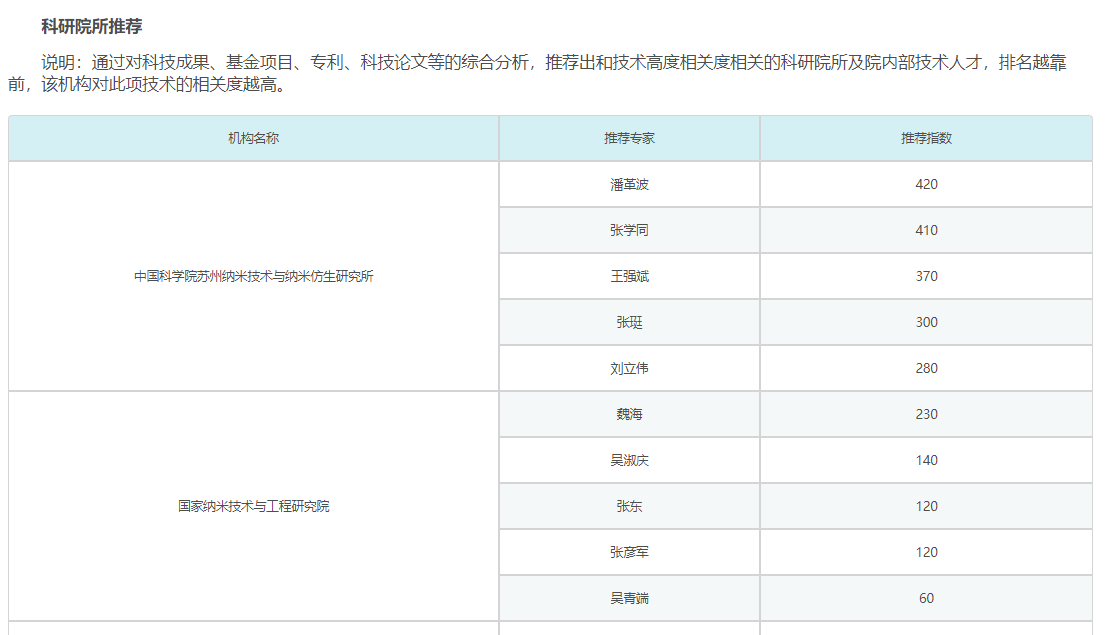 科研院所推荐
说明：通过对科技成果、基金项目、专利、科技论文等的综合分析，推荐出和技术高度相关度相关的科研院所及院内部技术人才，排名越靠
前，该机构对此项技术的相关度越高。
机构名称 推荐专家 推荐指数
中国科学院苏州纳米技术与纳米仿生研究所
潘革波 420
张学同 410
王强斌 370
张珽 300
刘立伟 280
国家纳米技术与工程研究院
魏海 230
吴淑庆 140
张东 120
张彦军 120
吴青端 60